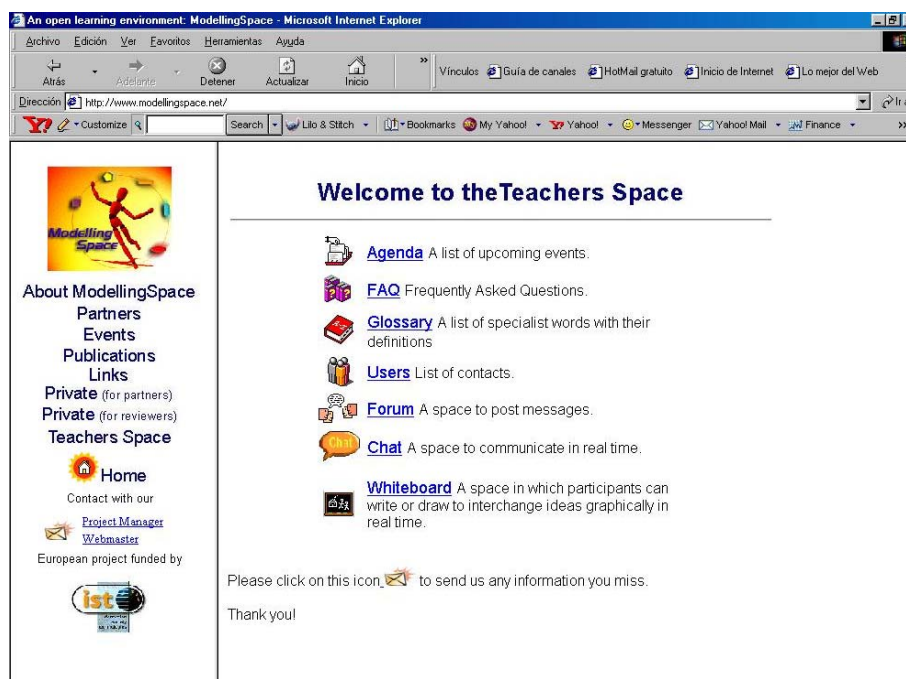 An open learning environment: ModellingSpace - Microsoft Internet Explorer
Archivo Edición Ver Favoritos Herramientas Ayuda
Atrás Adelante Detener Actualizar Inicio » Vínculos Guía de canales HotMail gratuito Inicio de Internet Lo mejor del Web
Dirección http://www.modellingspace.net/ Ir
Y! Customize Search Lilo & Stitch Bookmarks My Yahoo! Yahoo! Messenger Yahoo! Mail Finance »
Modelling
Space
About ModellingSpace
Partners
Events
Publications
Links
Private (for partners)
Private (for reviewers)
Teachers Space
Home
Contact with our
Project Manager
Webmaster
European project funded by
ist
Welcome to theTeachers Space
Agenda A list of upcoming events.
FAQ Frequently Asked Questions.
Glossary A list of specialist words with their
definitions
Users List of contacts.
Forum A space to post messages.
Chat Chat A space to communicate in real time.
Whiteboard A space in which participants can
write or draw to interchange ideas graphically in
real time.
Please click on this icon to send us any information you miss.
Thank you!